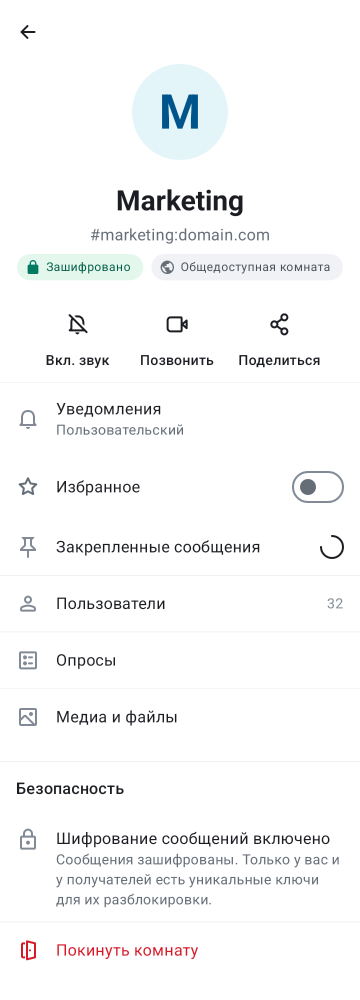 M
Marketing
#marketing:domain.com
Зашифровано Общедоступная комната
Вкл. звук Позвонить Поделиться
Уведомления
Пользовательский
Избранное
Закрепленные сообщения
Пользователи 32
Опросы
Медиа и файлы
Безопасность
Шифрование сообщений включено
Сообщения зашифрованы. Только у вас и
у получателей есть уникальные ключи
для их разблокировки.
Покинуть комнату